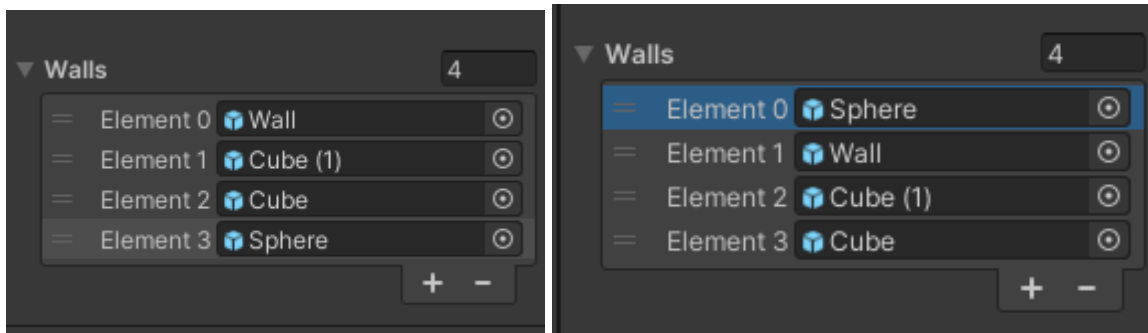 Walls 4
Element 0 Wall
Element 1 Cube (1)
Element 2 Cube
Element 3 Sphere
+ -
Walls 4
Element 0 Sphere
Element 1 Wall
Element 2 Cube (1)
Element 3 Cube
+ -